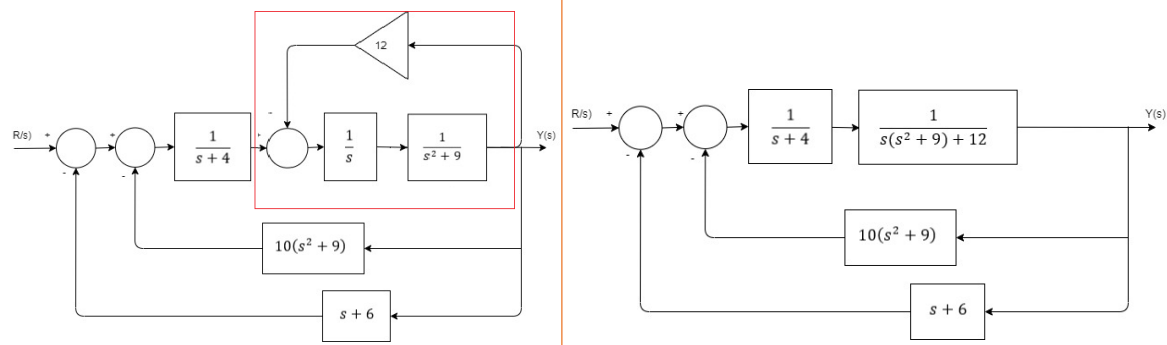 12
R/s)
+
+
+
-
-
-
1
s + 4
1
s
1
s² + 9
Y(s)
10(s² + 9)
s + 6
R/s)
+
+
-
-
1
s + 4
1
s(s² + 9) + 12
Y(s)
10(s² + 9)
s + 6